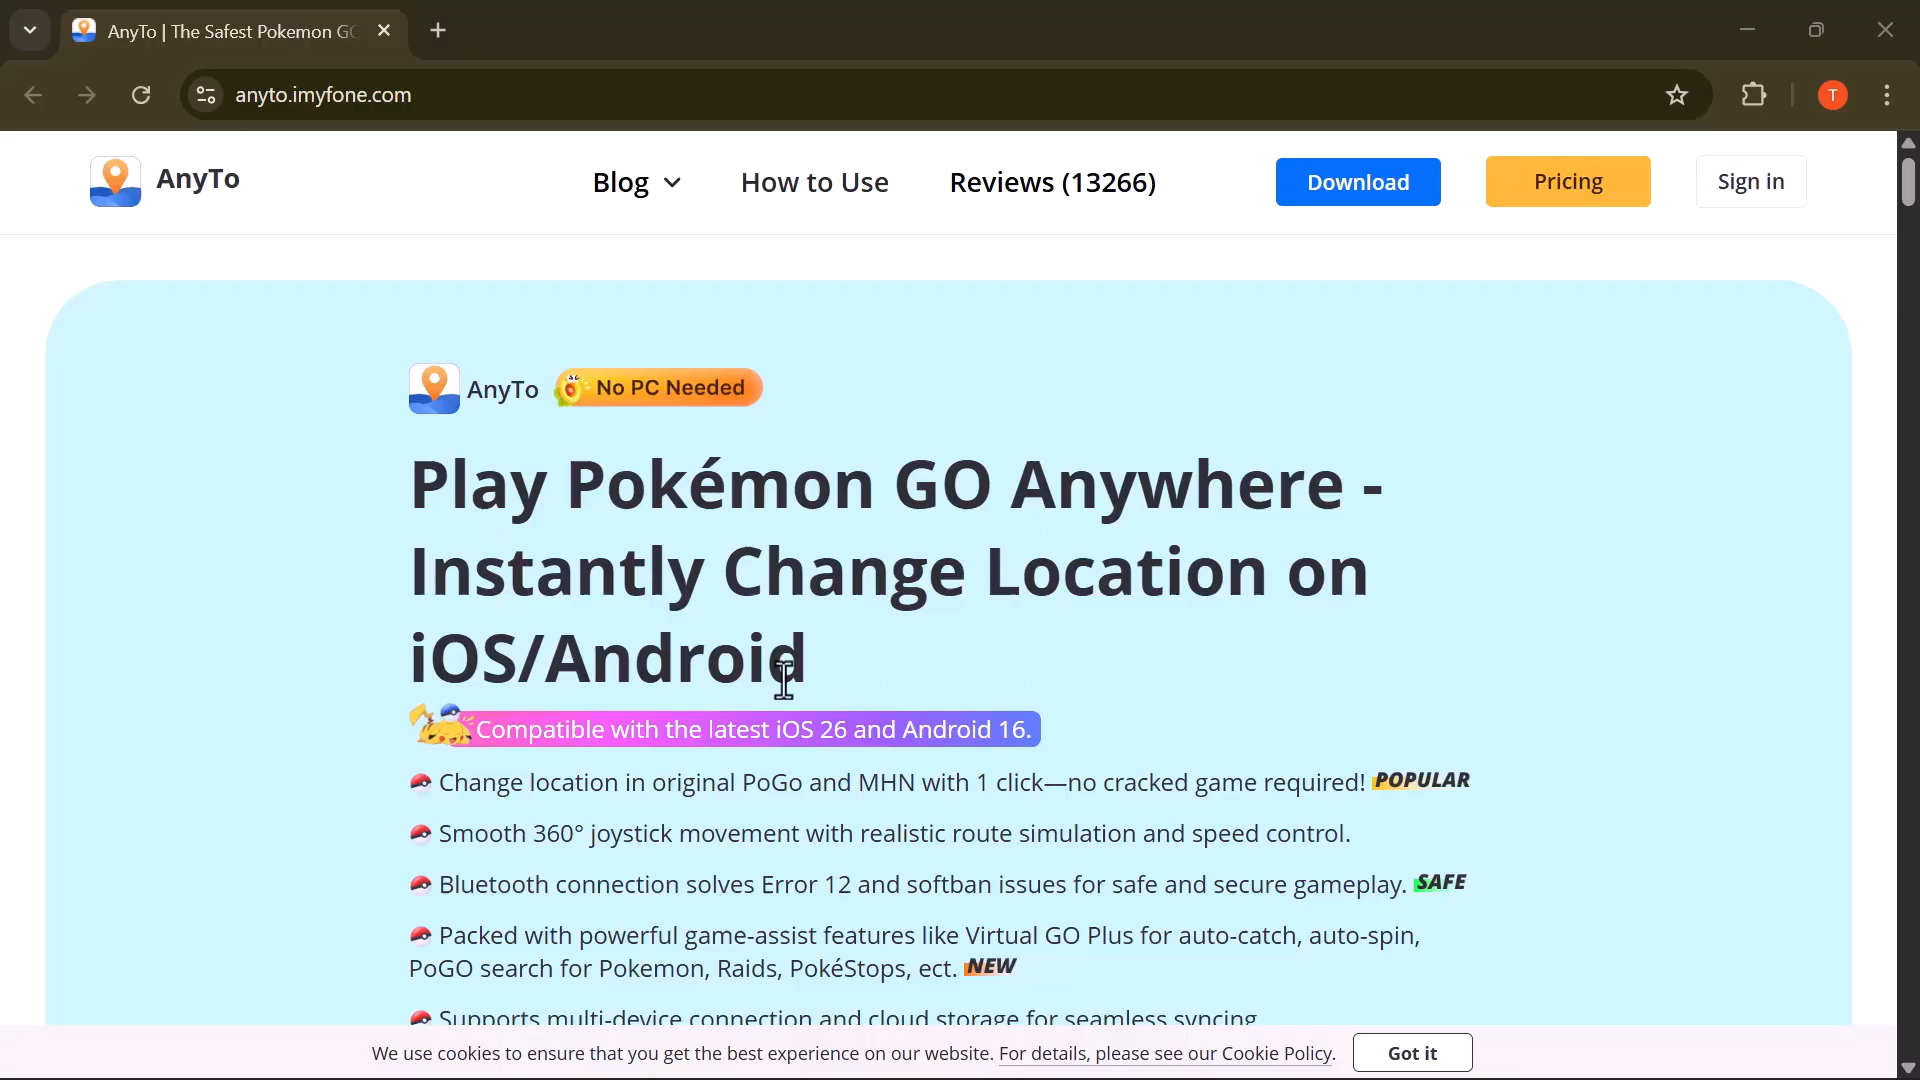 AnyTo | The Safest Pokemon GO
anyto.imyfone.com
T
AnyTo
Blog
How to Use
Reviews (13266)
Download
Pricing
Sign in
AnyTo
No PC Needed
Play Pokémon GO Anywhere -
Instantly Change Location on
iOS/Android
Compatible with the latest iOS 26 and Android 16.
Change location in original PoGo and MHN with 1 click—no cracked game required! POPULAR
Smooth 360° joystick movement with realistic route simulation and speed control.
Bluetooth connection solves Error 12 and softban issues for safe and secure gameplay. SAFE
Packed with powerful game-assist features like Virtual GO Plus for auto-catch, auto-spin,
PoGO search for Pokemon, Raids, PokéStops, ect. NEW
Supports multi-device connection and cloud storage for seamless syncing
We use cookies to ensure that you get the best experience on our website. For details, please see our Cookie Policy.
Got it